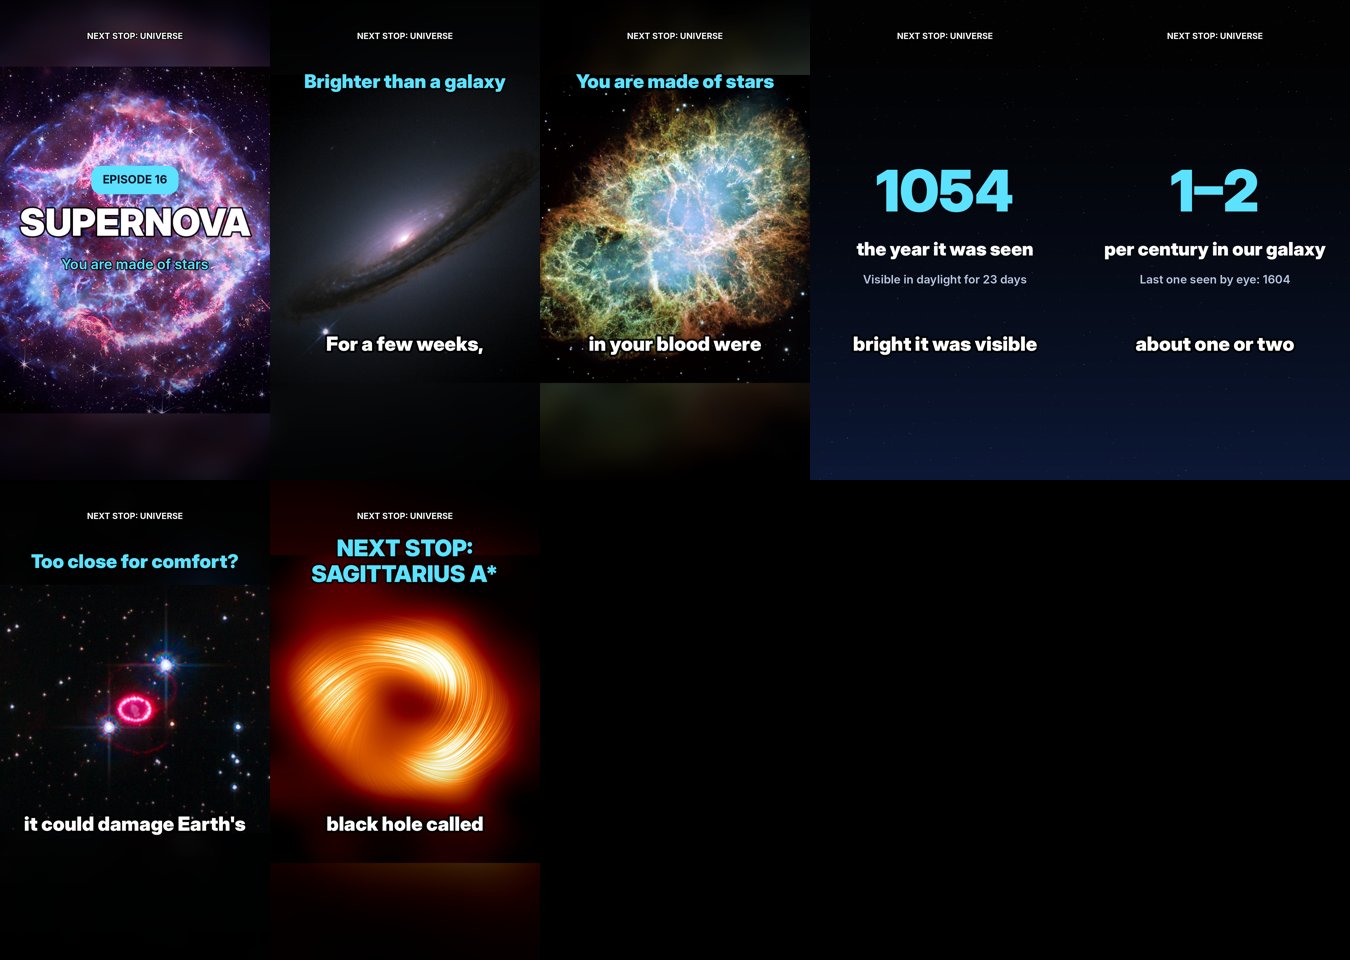 NEXT STOP: UNIVERSE
EPISODE 16
SUPERNOVA
You are made of stars
NEXT STOP: UNIVERSE
Brighter than a galaxy
For a few weeks,
NEXT STOP: UNIVERSE
You are made of stars
in your blood were
NEXT STOP: UNIVERSE
1054
the year it was seen
Visible in daylight for 23 days
bright it was visible
NEXT STOP: UNIVERSE
1–2
per century in our galaxy
Last one seen by eye: 1604
about one or two
NEXT STOP: UNIVERSE
Too close for comfort?
it could damage Earth's
NEXT STOP: UNIVERSE
NEXT STOP:
SAGITTARIUS A*
black hole called